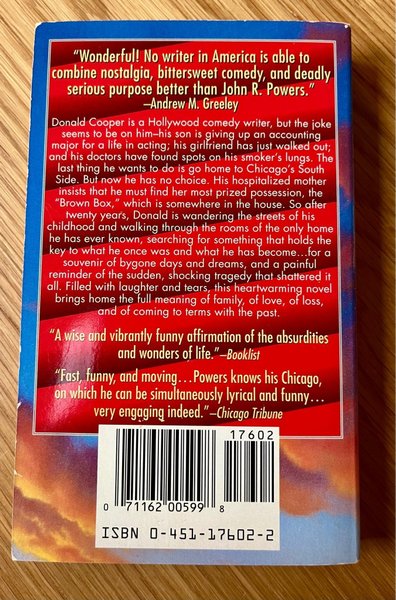 “Wonderful! No writer in America is able to
combine nostalgia, bittersweet comedy, and deadly
serious purpose better than John R. Powers.”
—Andrew M. Greeley
Donald Cooper is a Hollywood comedy writer, but the joke
seems to be on him–his son is giving up an accounting
major for a life in acting; his girlfriend has just walked out;
and his doctors have found spots on his smoker's lungs. The
last thing he wants to do is go home to Chicago's South
Side. But now he has no choice. His hospitalized mother
insists that he must find her most prized possession, the
“Brown Box,” which is somewhere in the house. So after
twenty years, Donald is wandering the streets of his
childhood and walking through the rooms of the only home
he has ever known, searching for something that holds the
key to what he once was and what he has become...for a
souvenir of bygone days and dreams, and a painful
reminder of the sudden, shocking tragedy that shattered it
all. Filled with laughter and tears, this heartwarming novel
brings home the full meaning of family, of love, of loss,
and of coming to terms with the past.
“A wise and vibrantly funny affirmation of the absurdities
and wonders of life.”—Booklist
“Fast, funny, and moving...Powers knows his Chicago,
on which he can be simultaneously lyrical and funny...
very engaging indeed.”—Chicago Tribune
17602
0 71162 00599 8
ISBN 0-451-17602-2